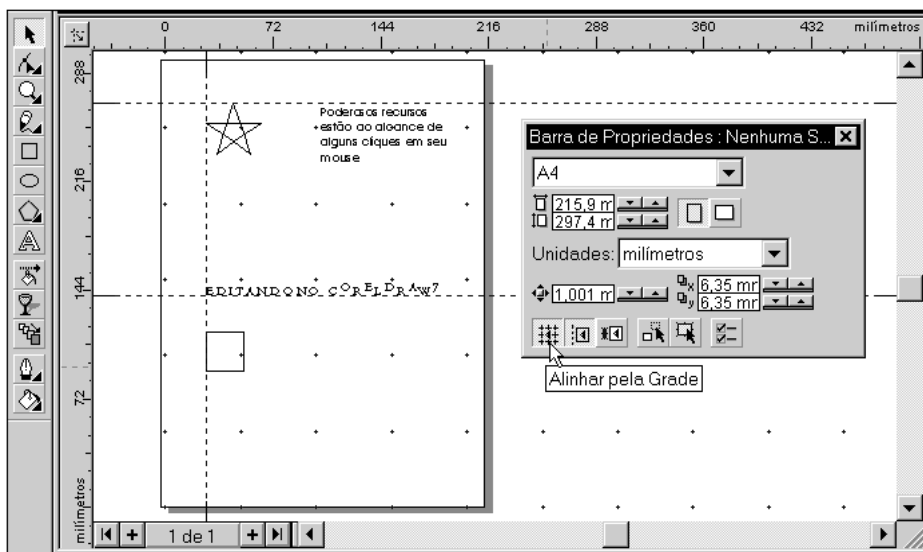 0 72 144 216 288 360 432 milímetros
288
216
144
72
milímetros
Poderosos recursos
estão ao alcance de
alguns cliques em seu
mouse
EDITANDO NO CORELDRAW7
Barra de Propriedades : Nenhuma S...
A4
215,9 m
297,4 m
Unidades: milímetros
1,001 m
x 6,35 mr
y 6,35 mr
Alinhar pela Grade
1 de 1